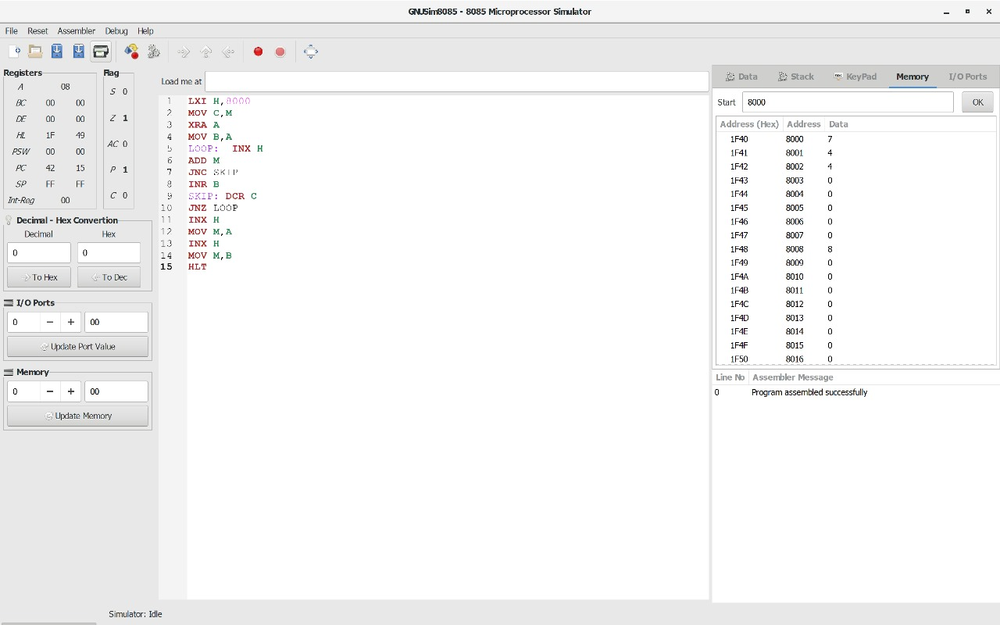 GNUSim8085 - 8085 Microprocessor Simulator
File Reset Assembler Debug Help
Registers
A 08
BC 00 00
DE 00 00
HL 1F 49
PSW 00 00
PC 42 15
SP FF FF
Int-Reg 00
Flag
S 0
Z 1
AC 0
P 1
C 0
Decimal - Hex Convertion
Decimal Hex
0 0
To Hex To Dec
I/O Ports
0 − + 00
Update Port Value
Memory
0 − + 00
Update Memory
Load me at
1 LXI H,8000
2 MOV C,M
3 XRA A
4 MOV B,A
5 LOOP: INX H
6 ADD M
7 JNC SKIP
8 INR B
9 SKIP: DCR C
10 JNZ LOOP
11 INX H
12 MOV M,A
13 INX H
14 MOV M,B
15 HLT
Data Stack KeyPad Memory I/O Ports
Start 8000 OK
Address (Hex) Address Data
1F40 8000 7
1F41 8001 4
1F42 8002 4
1F43 8003 0
1F44 8004 0
1F45 8005 0
1F46 8006 0
1F47 8007 0
1F48 8008 8
1F49 8009 0
1F4A 8010 0
1F4B 8011 0
1F4C 8012 0
1F4D 8013 0
1F4E 8014 0
1F4F 8015 0
1F50 8016 0
Line No Assembler Message
0 Program assembled successfully
Simulator: Idle